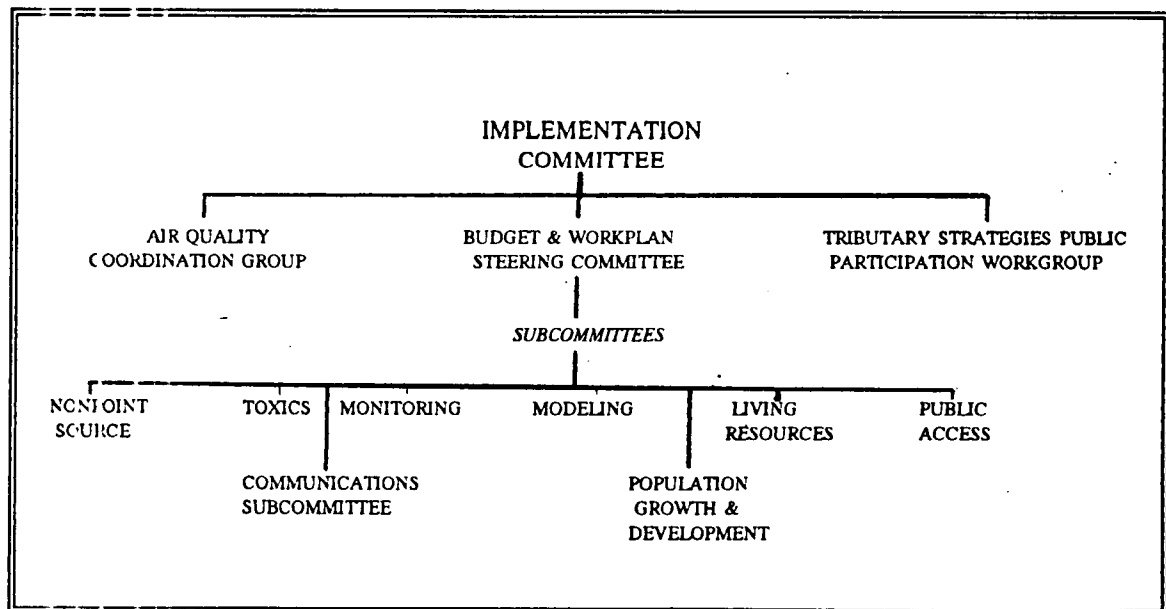 IMPLEMENTATION
COMMITTEE
AIR QUALITY
COORDINATION GROUP
BUDGET & WORKPLAN
STEERING COMMITTEE
TRIBUTARY STRATEGIES PUBLIC
PARTICIPATION WORKGROUP
SUBCOMMITTEES
NONPOINT
SOURCE
TOXICS
MONITORING
MODELING
LIVING
RESOURCES
PUBLIC
ACCESS
COMMUNICATIONS
SUBCOMMITTEE
POPULATION
GROWTH &
DEVELOPMENT